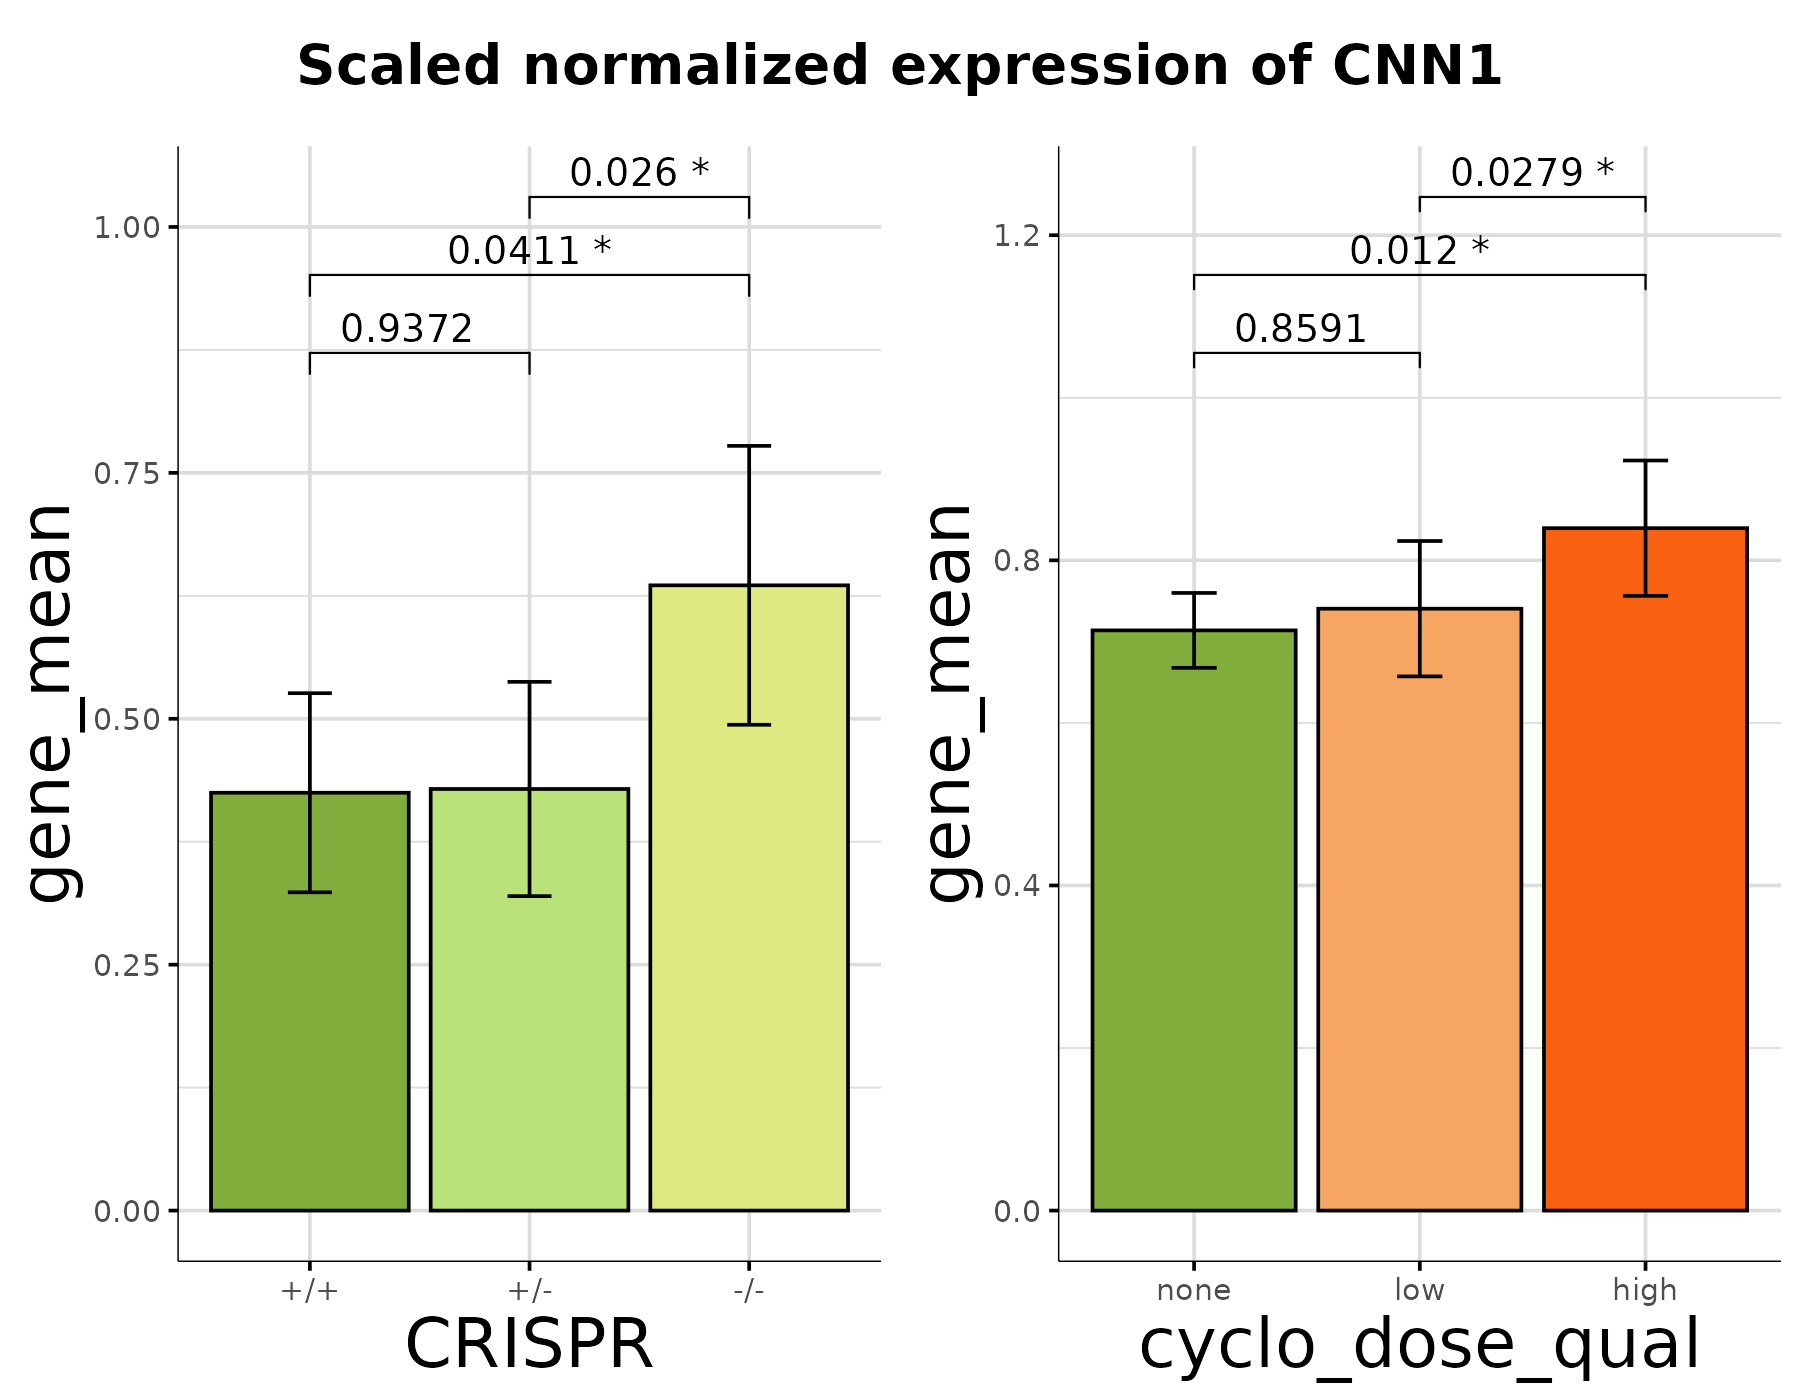 Scaled normalized expression of CNN1
gene_mean
1.00
0.75
0.50
0.25
0.00
0.026 *
0.0411 *
0.9372
+/+ +/- -/-
CRISPR
gene_mean
1.2
0.8
0.4
0.0
0.0279 *
0.012 *
0.8591
none low high
cyclo_dose_qual